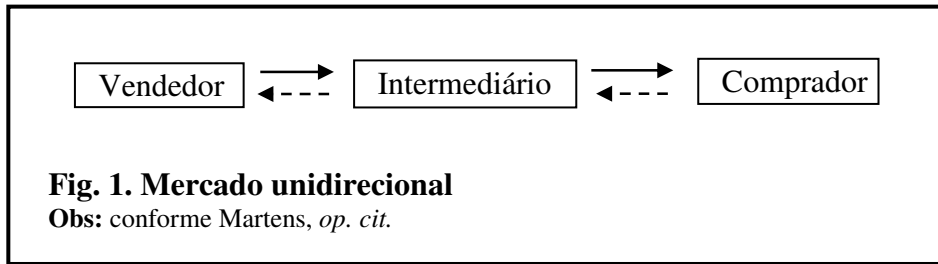 Vendedor
Intermediário
Comprador
Fig. 1. Mercado unidirecional
Obs: conforme Martens, op. cit.